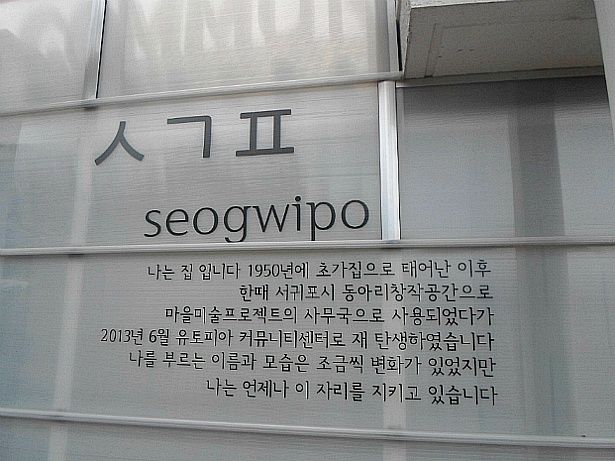 ㅅㄱㅍ
seogwipo
나는 집 입니다 1950년에 초가집으로 태어난 이후
한때 서귀포시 동아리창작공간으로
마을미술프로젝트의 사무국으로 사용되었다가
2013년 6월 유토피아 커뮤니티센터로 재 탄생하였습니다
나를 부르는 이름과 모습은 조금씩 변화가 있었지만
나는 언제나 이 자리를 지키고 있습니다